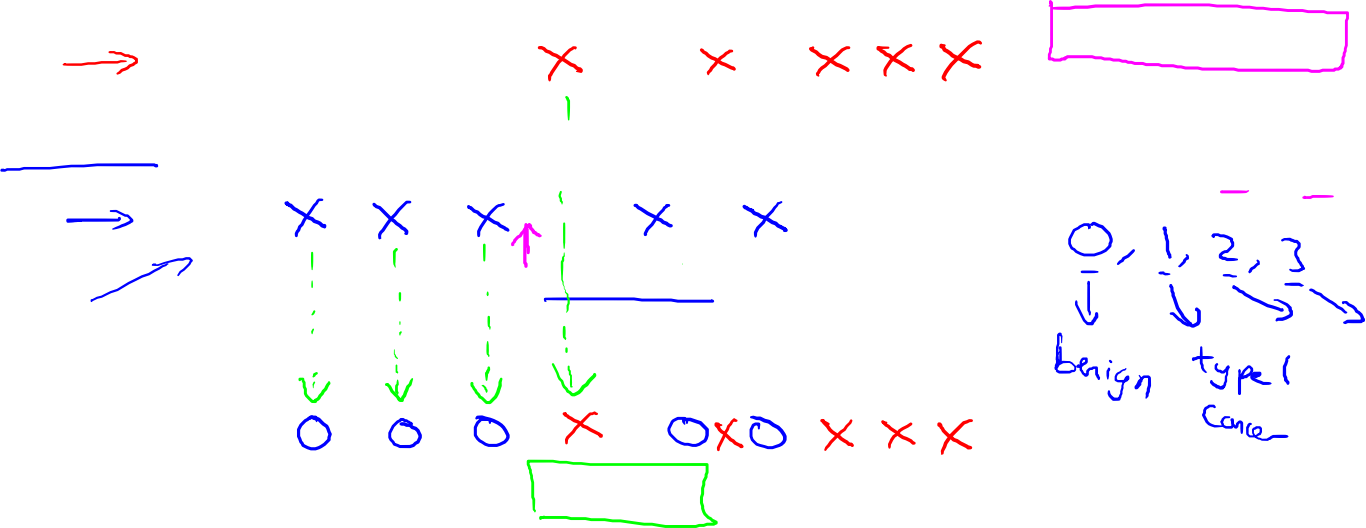 0, 1, 2, 3
benign
type 1
cancer